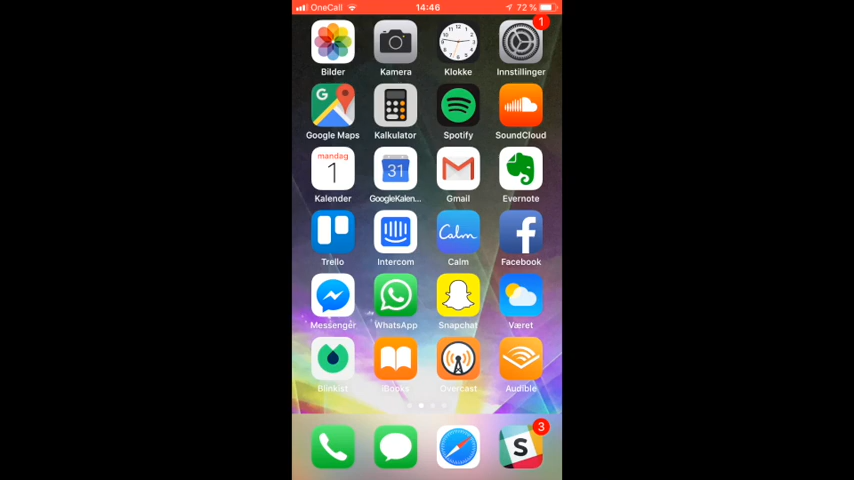 OneCall 14:46 72 %
1
Bilder Kamera Klokke Innstillinger
G
Google Maps Kalkulator Spotify SoundCloud
mandag
1 31
Kalender GoogleKalen... Gmail Evernote
Calm f
Trello Intercom Calm Facebook
Messenger WhatsApp Snapchat Været
Blinkist iBooks Overcast Audible
3
S